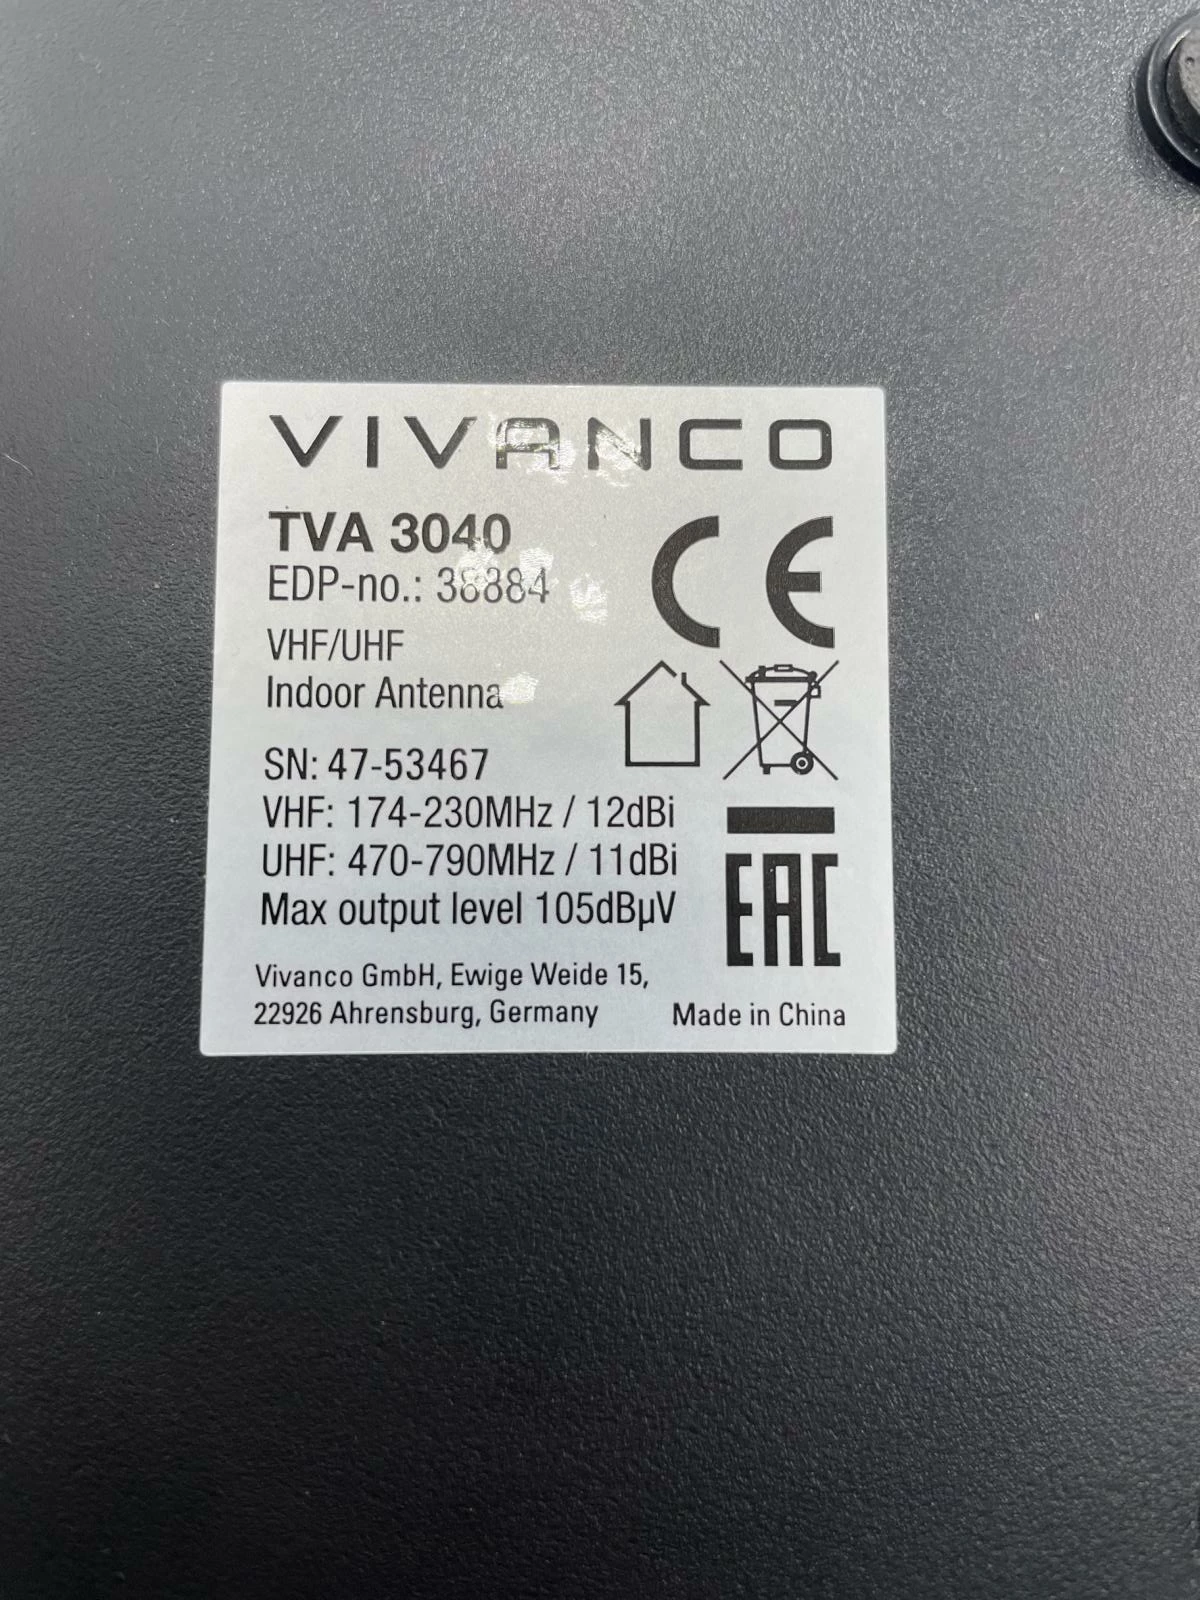 VIVANCO
TVA 3040
EDP-no.: 38884
CE
VHF/UHF
Indoor Antenna
SN: 47-53467
VHF: 174-230MHz / 12dBi
UHF: 470-790MHz / 11dBi
Max output level 105dBµV
EAC
Vivanco GmbH, Ewige Weide 15,
22926 Ahrensburg, Germany
Made in China